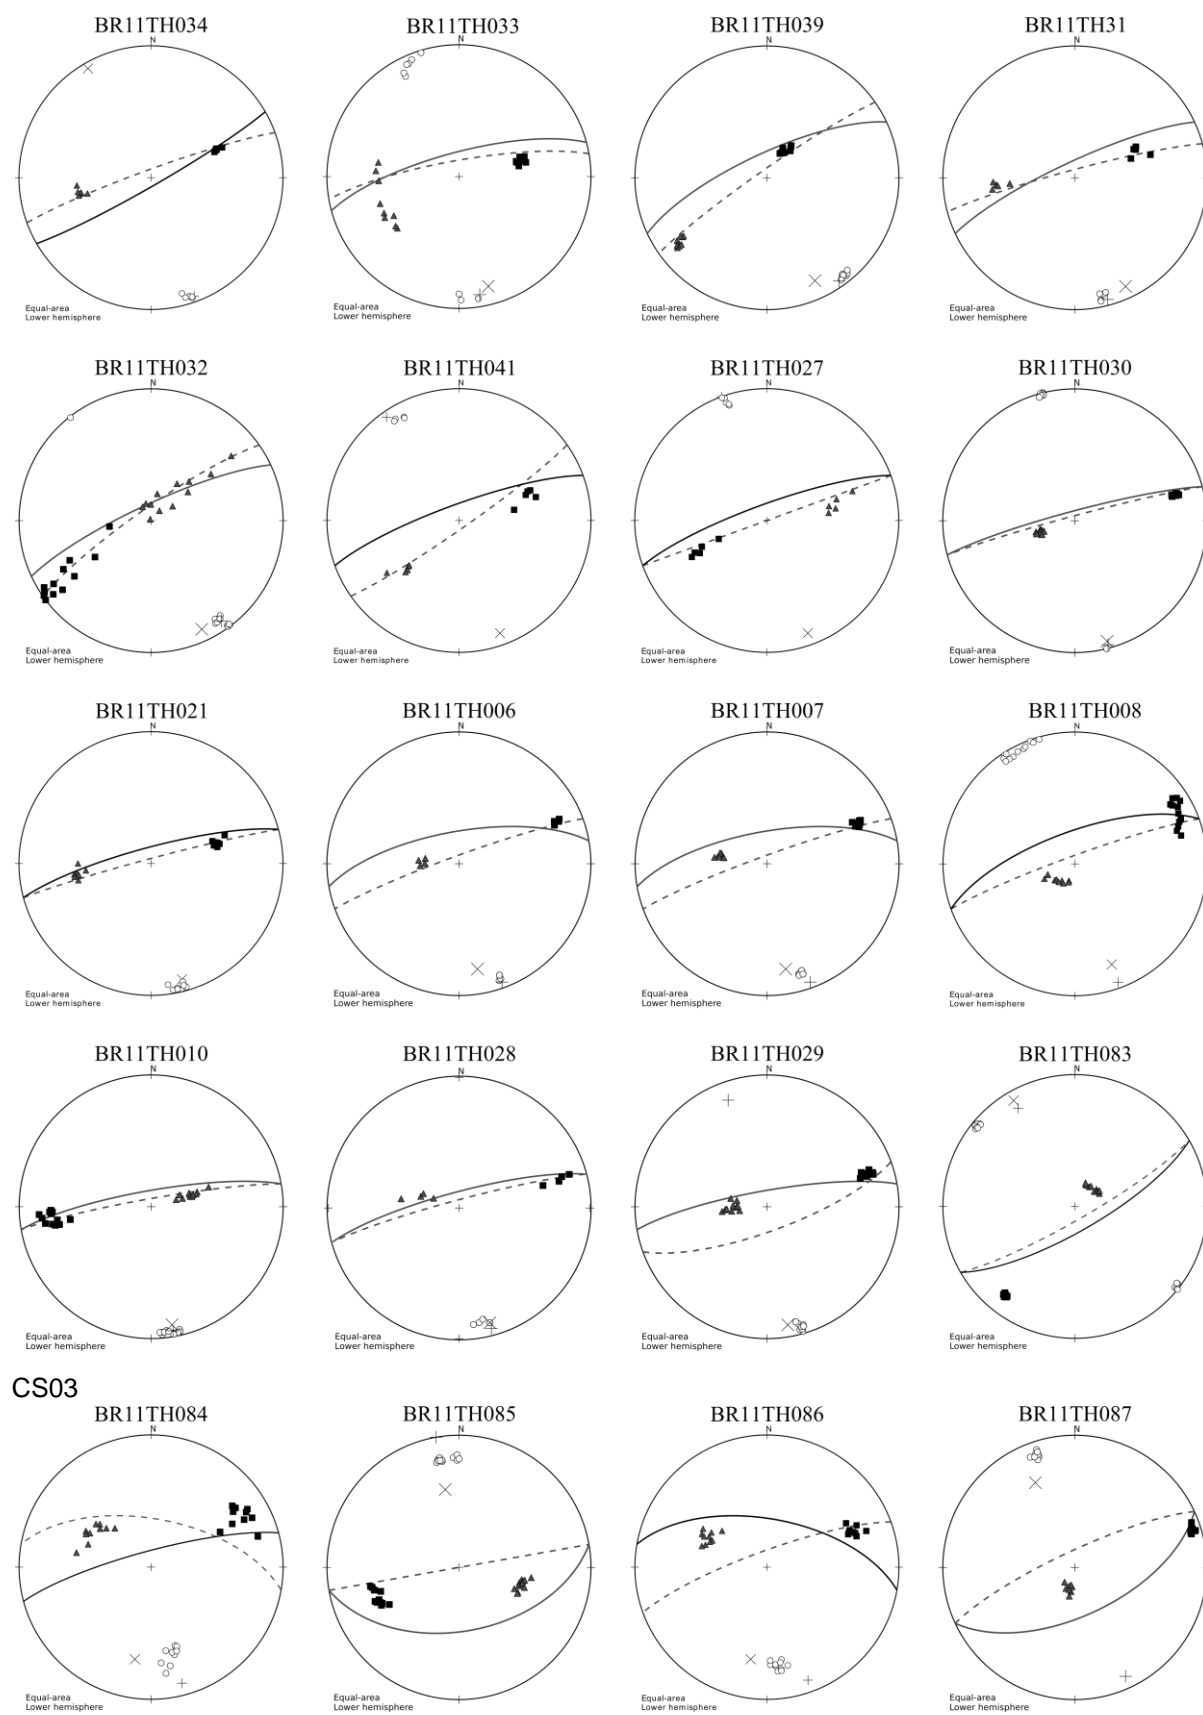 BR11TH034 BR11TH033 BR11TH039 BR11TH31
N N N N
Equal-area Equal-area Equal-area Equal-area
Lower hemisphere Lower hemisphere Lower hemisphere Lower hemisphere
BR11TH032 BR11TH041 BR11TH027 BR11TH030
N N N N
Equal-area Equal-area Equal-area Equal-area
Lower hemisphere Lower hemisphere Lower hemisphere Lower hemisphere
BR11TH021 BR11TH006 BR11TH007 BR11TH008
N N N N
Equal-area Equal-area Equal-area Equal-area
Lower hemisphere Lower hemisphere Lower hemisphere Lower hemisphere
BR11TH010 BR11TH028 BR11TH029 BR11TH083
N N N N
Equal-area Equal-area Equal-area Equal-area
Lower hemisphere Lower hemisphere Lower hemisphere Lower hemisphere
CS03
BR11TH084 BR11TH085 BR11TH086 BR11TH087
N N N N
Equal-area Equal-area Equal-area Equal-area
Lower hemisphere Lower hemisphere Lower hemisphere Lower hemisphere